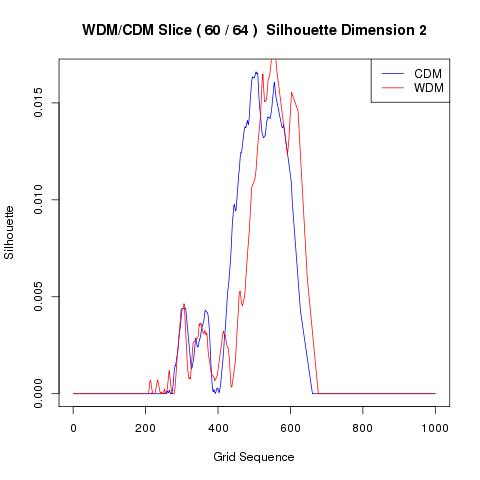 WDM/CDM Slice ( 60 / 64 )  Silhouette Dimension 2
CDM
WDM
Silhouette
0.015
0.010
0.005
0.000
0 200 400 600 800 1000
Grid Sequence